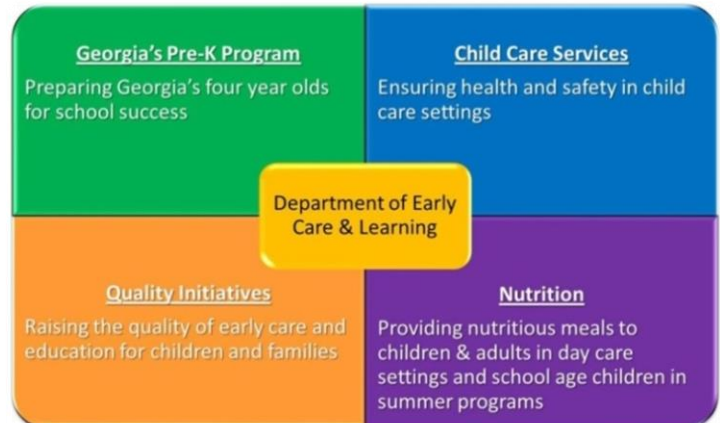 Georgia's Pre-K Program
Preparing Georgia's four year olds
for school success
Child Care Services
Ensuring health and safety in child
care settings
Department of Early
Care & Learning
Quality Initiatives
Raising the quality of early care and
education for children and families
Nutrition
Providing nutritious meals to
children & adults in day care
settings and school age children in
summer programs